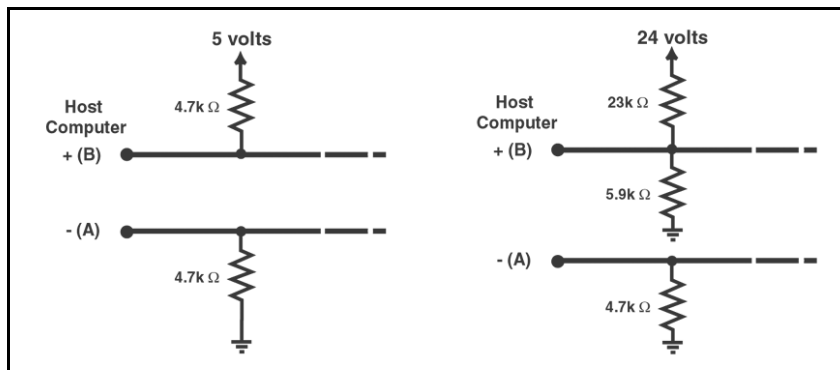 5 volts
4.7k Ω
Host
Computer
+ (B)
- (A)
4.7k Ω
24 volts
23k Ω
Host
Computer
+ (B)
5.9k Ω
- (A)
4.7k Ω